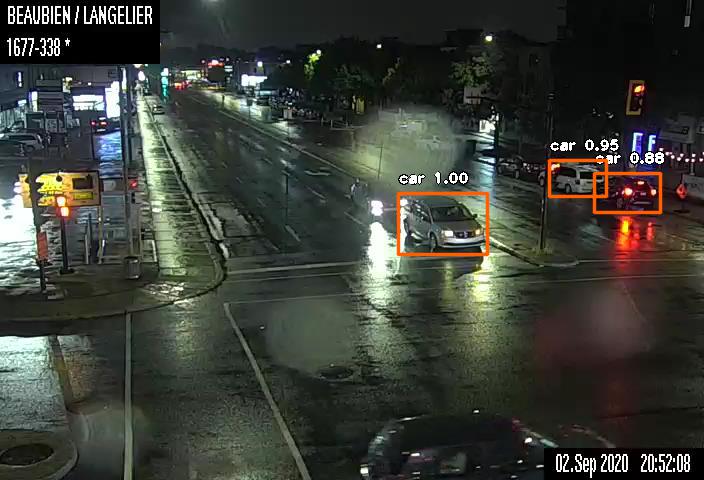 BEAUBIEN / LANGELIER
1677-338 *
car 0.95
car 0.88
car 1.00
02.Sep 2020 20:52:08